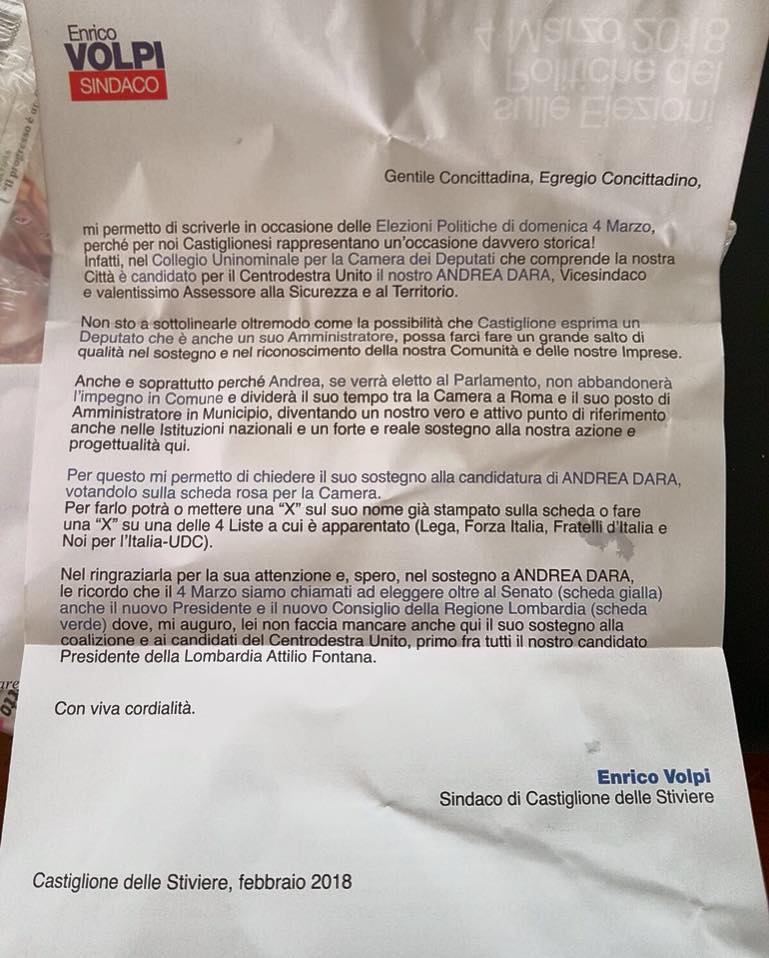 Enrico
VOLPI
SINDACO
4 Marzo 2018
Politiche del
sulle Elezioni
"Il progresso è
Gentile Concittadina, Egregio Concittadino,
mi permetto di scriverle in occasione delle Elezioni Politiche di domenica 4 Marzo,
perché per noi Castiglionesi rappresentano un'occasione davvero storica!
Infatti, nel Collegio Uninominale per la Camera dei Deputati che comprende la nostra
Città è candidato per il Centrodestra Unito il nostro ANDREA DARA, Vicesindaco
e valentissimo Assessore alla Sicurezza e al Territorio.
Non sto a sottolinearle oltremodo come la possibilità che Castiglione esprima un
Deputato che è anche un suo Amministratore, possa farci fare un grande salto di
qualità nel sostegno e nel riconoscimento della nostra Comunità e delle nostre Imprese.
Anche e soprattutto perché Andrea, se verrà eletto al Parlamento, non abbandonerà
l'impegno in Comune e dividerà il suo tempo tra la Camera a Roma e il suo posto di
Amministratore in Municipio, diventando un nostro vero e attivo punto di riferimento
anche nelle Istituzioni nazionali e un forte e reale sostegno alla nostra azione e
progettualità qui.
Per questo mi permetto di chiedere il suo sostegno alla candidatura di ANDREA DARA,
votandolo sulla scheda rosa per la Camera.
Per farlo potrà o mettere una "X" sul suo nome già stampato sulla scheda o fare
una "X" su una delle 4 Liste a cui è apparentato (Lega, Forza Italia, Fratelli d'Italia e
Noi per l'Italia-UDC).
Nel ringraziarla per la sua attenzione e, spero, nel sostegno a ANDREA DARA,
le ricordo che il 4 Marzo siamo chiamati ad eleggere oltre al Senato (scheda gialla)
anche il nuovo Presidente e il nuovo Consiglio della Regione Lombardia (scheda
verde) dove, mi auguro, lei non faccia mancare anche qui il suo sostegno alla
coalizione e ai candidati del Centrodestra Unito, primo fra tutti il nostro candidato
Presidente della Lombardia Attilio Fontana.
Con viva cordialità.
Enrico Volpi
Sindaco di Castiglione delle Stiviere
Castiglione delle Stiviere, febbraio 2018